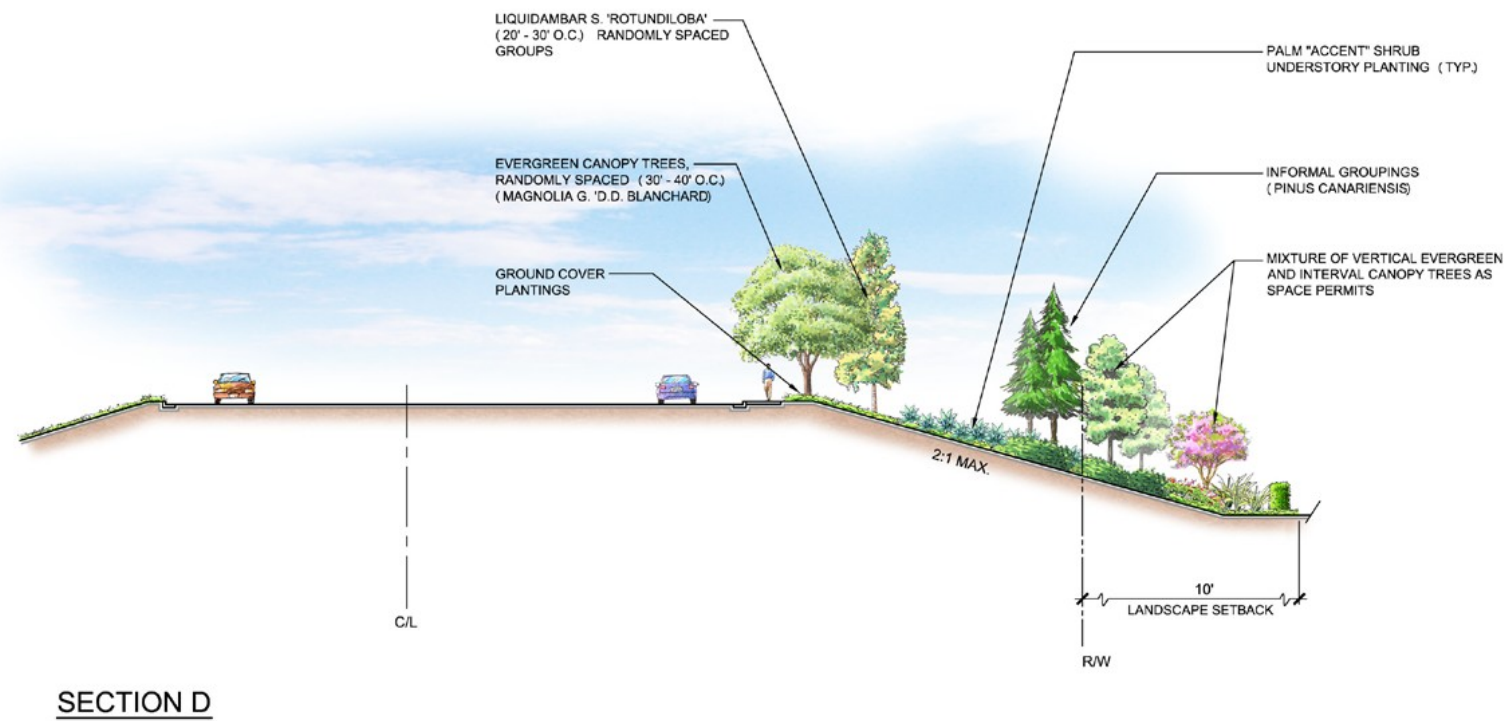 LIQUIDAMBAR S. 'ROTUNDILOBA'
( 20' - 30' O.C.) RANDOMLY SPACED
GROUPS
PALM "ACCENT" SHRUB
UNDERSTORY PLANTING ( TYP.)
EVERGREEN CANOPY TREES,
RANDOMLY SPACED ( 30' - 40' O.C.)
( MAGNOLIA G. 'D.D. BLANCHARD)
INFORMAL GROUPINGS
( PINUS CANARIENSIS)
GROUND COVER
PLANTINGS
MIXTURE OF VERTICAL EVERGREEN
AND INTERVAL CANOPY TREES AS
SPACE PERMITS
2:1 MAX.
10'
LANDSCAPE SETBACK
C/L
R/W
SECTION D